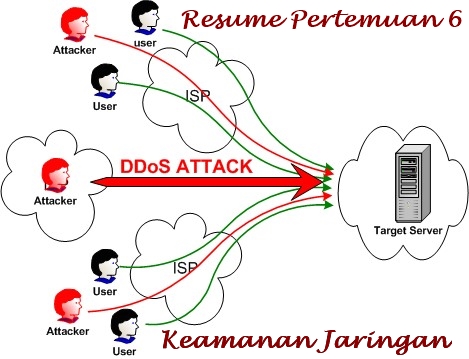 Resume Pertemuan 6
user
Attacker
User
ISP
DDoS ATTACK
Attacker
Target Server
ISP
User
Attacker
User
Keamanan Jaringan